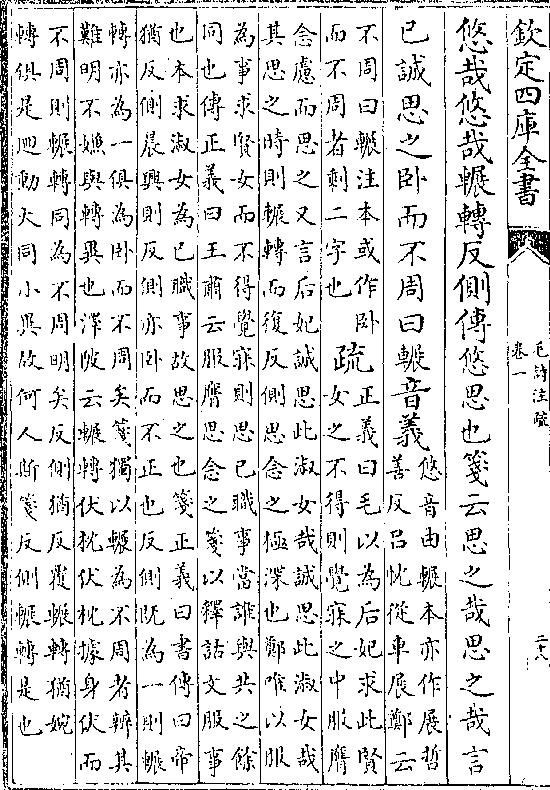 欽定四庫全書
毛詩注疏
卷一
二十八
悠哉悠哉輾轉反側傳悠思也箋云思之哉思之哉言
已誠思之卧而不周曰輾音義
悠音由輾本亦作展哲
善反吕忱從車展鄭云
不周曰輾注本或作卧
而不周者剩二字也
疏
正義曰毛以為后妃求此賢
女之不得則覺寐之中服膺
念慮而思之又言后妃誠思此淑女哉誠思此淑女哉
其思之時則輾轉而復反側思念之極深也鄭唯以服
為事求賢女而不得覺寐則思已職事當誰與共之餘
同也傳正義曰王肅云服膺思念之箋以釋詁文服事
也本求淑女為已職事故思之也箋正義曰書傳曰帝
猶反側晨興則反側亦卧而不正也反側既為一則輾
轉亦為一俱為卧而不周矣箋獨以輾為不周者辨其
難明不嫌與轉異也澤陂云輾轉伏枕伏枕據身伏而
不周則輾轉同為不周明矣反側猶反覆輾轉猶婉
轉俱是迴動大同小異故何人斯箋反側輾轉是也